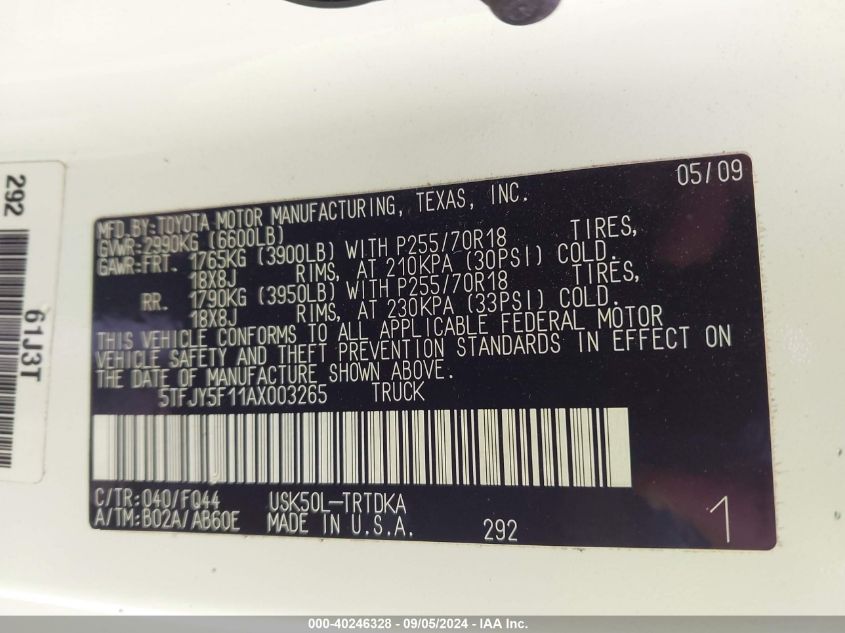 05/09
MFD.BY:TOYOTA MOTOR MANUFACTURING, TEXAS, INC.
GVWR:2990KG (6600LB)
GAWR:FRT. 1765KG (3900LB) WITH P255/70R18 TIRES,
18X8J RIMS, AT 210KPA (30PSI) COLD.
RR. 1790KG (3950LB) WITH P255/70R18 TIRES,
18X8J RIMS, AT 230KPA (33PSI) COLD.
THIS VEHICLE CONFORMS TO ALL APPLICABLE FEDERAL MOTOR
VEHICLE SAFETY AND THEFT PREVENTION STANDARDS IN EFFECT ON
THE DATE OF MANUFACTURE SHOWN ABOVE.
5TFJY5F11AX003265 TRUCK
C/TR:040/FQ44 USK50L-TRTDKA
A/TM:B02A/AB60E MADE IN U.S.A. 292 1
292
61J3T
000-40246328 - 09/05/2024 - IAA Inc.